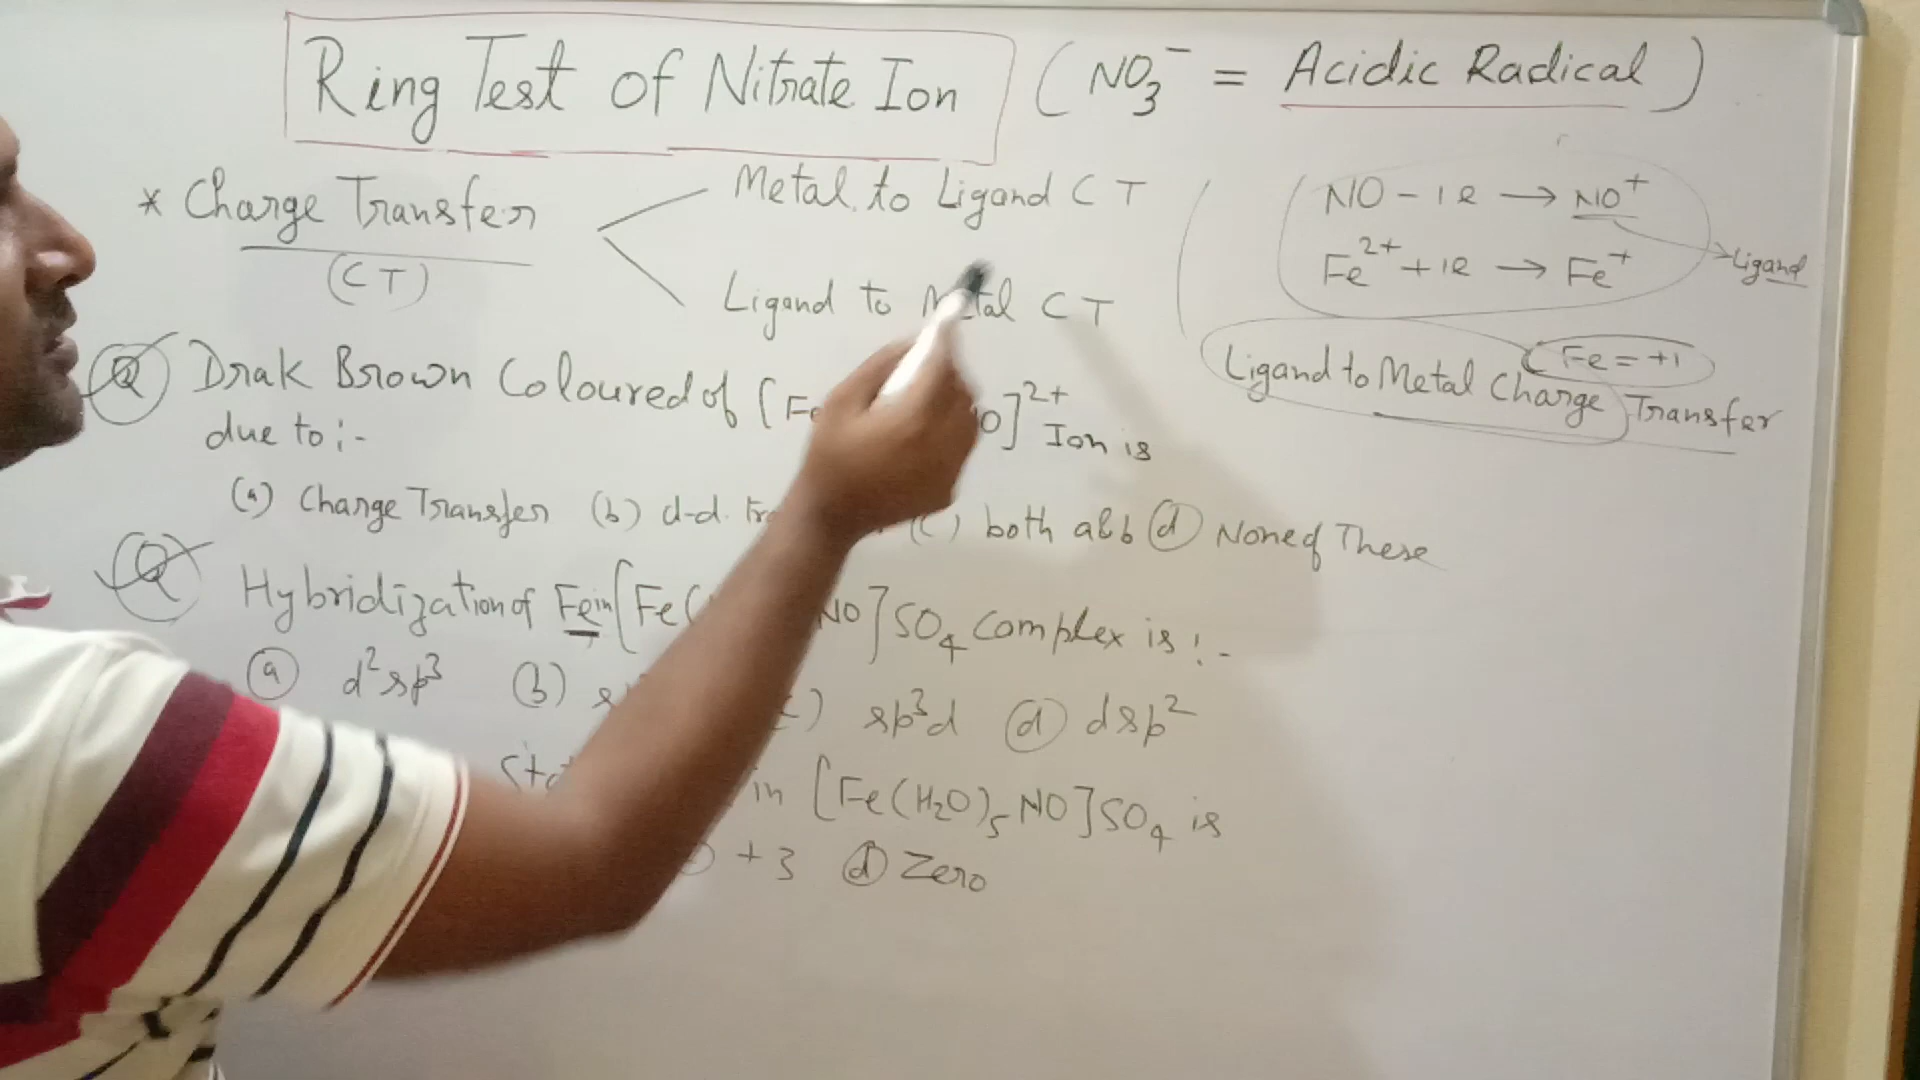 Ring Test of Nitrate Ion (NO₃⁻ = Acidic Radical)
* Charge Transfer
(CT)
Metal to Ligand CT
Ligand to Metal CT
NO - 1e → NO⁺
Fe²⁺ + 1e → Fe⁺
Ligand
Fe = +1
Ligand to Metal Charge Transfer
Q Drak Brown Coloured of [Fe O]²⁺ Ion is
due to :-
(a) Charge Transfer (b) d-d. ( ) both a & b (d) None of These
Q Hybridization of Fe in [Fe( NO]SO₄ Complex is :-
(a) d²sp³ (b) s ) sp³d (d) dsp²
in [Fe(H₂O)₅NO]SO₄ is
+3 (d) Zero